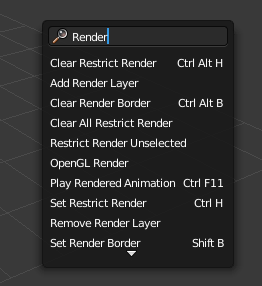 Render
Clear Restrict Render Ctrl Alt H
Add Render Layer
Clear Render Border Ctrl Alt B
Clear All Restrict Render
Restrict Render Unselected
OpenGL Render
Play Rendered Animation Ctrl F11
Set Restrict Render Ctrl H
Remove Render Layer
Set Render Border Shift B